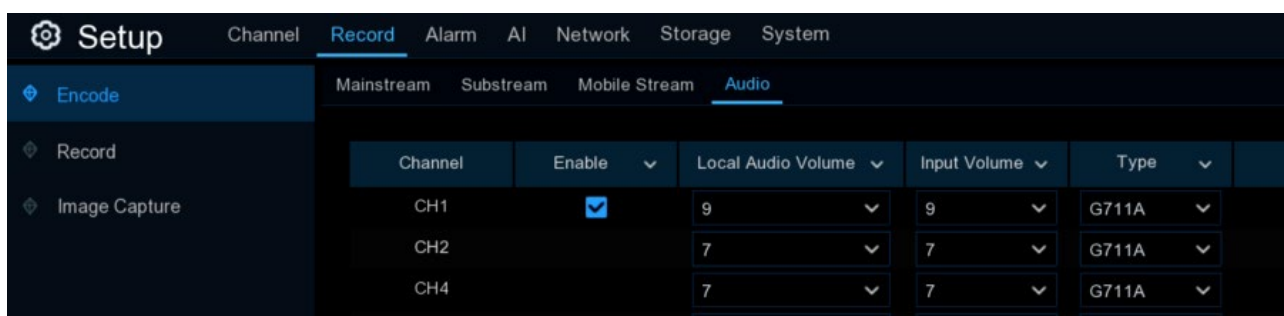 Setup Channel Record Alarm AI Network Storage System
Encode Mainstream Substream Mobile Stream Audio
Record
Image Capture
Channel Enable Local Audio Volume Input Volume Type
CH1 9 9 G711A
CH2 7 7 G711A
CH4 7 7 G711A